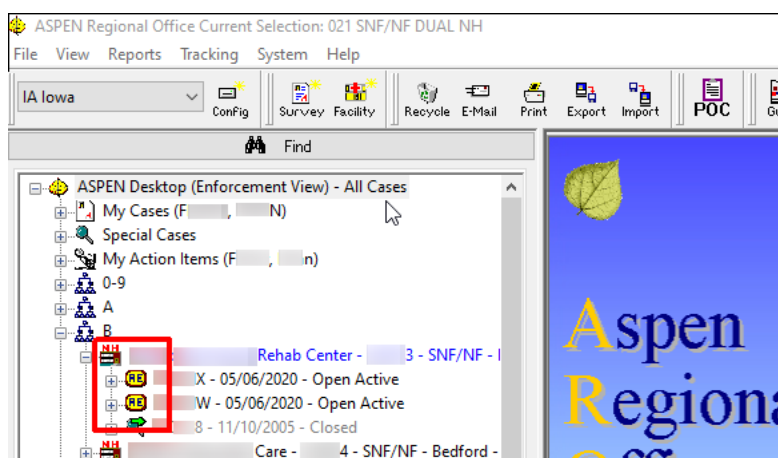 ASPEN Regional Office Current Selection: 021 SNF/NF DUAL NH
File View Reports Tracking System Help
IA Iowa
Config
Survey Facility
Recycle E-Mail
Print
Export
Import
POC
Find
ASPEN Desktop (Enforcement View) - All Cases
My Cases (F , N)
Special Cases
My Action Items (F , n)
0-9
A
B
NH Rehab Center - 3 - SNF/NF - I
RE X - 05/06/2020 - Open Active
RE W - 05/06/2020 - Open Active
8 - 11/10/2005 - Closed
NH Care - 4 - SNF/NF - Bedford -
Aspen
Regiona